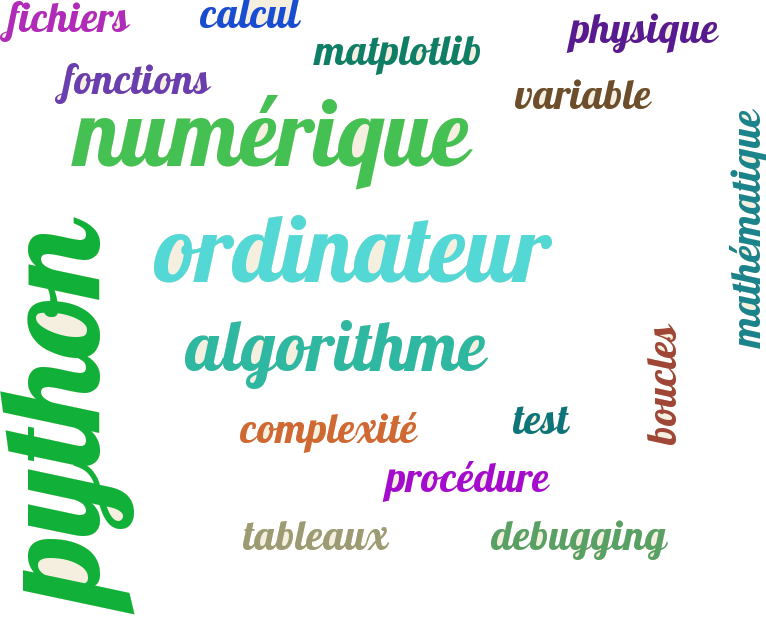 fichiers
calcul
physique
matplotlib
fonctions
variable
numérique
mathématique
ordinateur
python
algorithme
boucles
complexité
test
procédure
tableaux
debugging